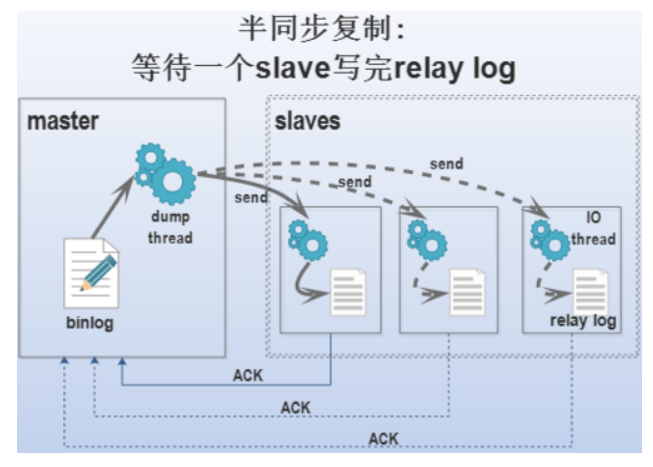 半同步复制:
等待一个slave写完relay log
master
slaves
send
send
send
dump
thread
IO
thread
binlog
relay log
ACK
ACK
ACK